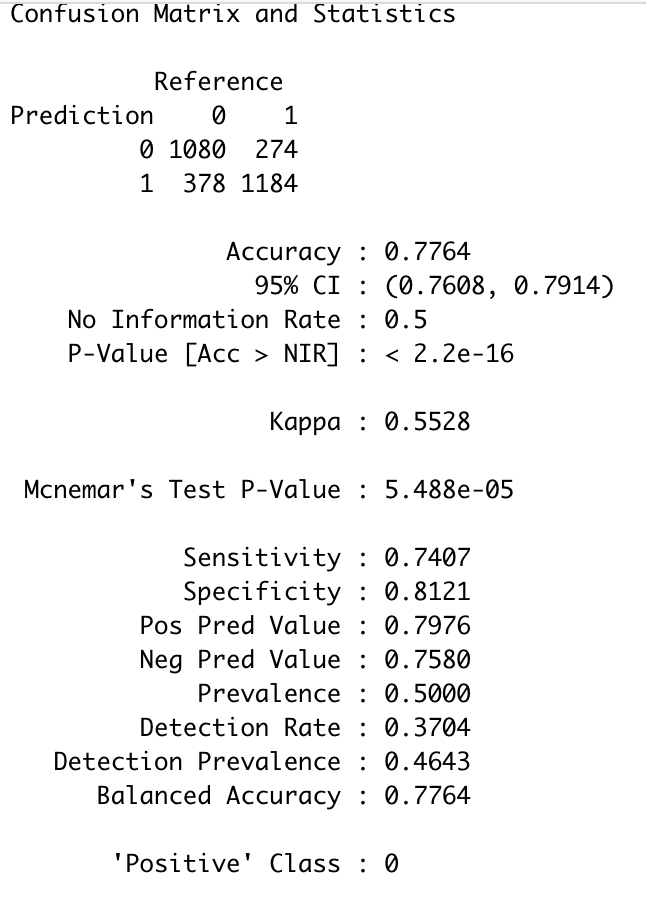 Confusion Matrix and Statistics
Reference
Prediction 0 1
0 1080 274
1 378 1184
Accuracy : 0.7764
95% CI : (0.7608, 0.7914)
No Information Rate : 0.5
P-Value [Acc > NIR] : < 2.2e-16
Kappa : 0.5528
Mcnemar's Test P-Value : 5.488e-05
Sensitivity : 0.7407
Specificity : 0.8121
Pos Pred Value : 0.7976
Neg Pred Value : 0.7580
Prevalence : 0.5000
Detection Rate : 0.3704
Detection Prevalence : 0.4643
Balanced Accuracy : 0.7764
'Positive' Class : 0